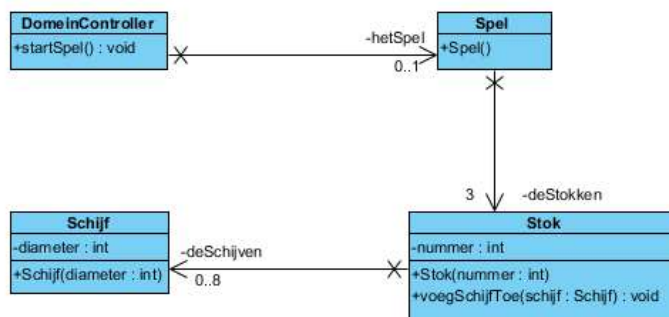 DomeinController
+startSpel() : void
-hetSpel
0..1
Spel
+Spel()
3
-deStokken
Schijf
-diameter : int
+Schijf(diameter : int)
-deSchijven
0..8
Stok
-nummer : int
+Stok(nummer : int)
+voegSchijfToe(schijf : Schijf) : void